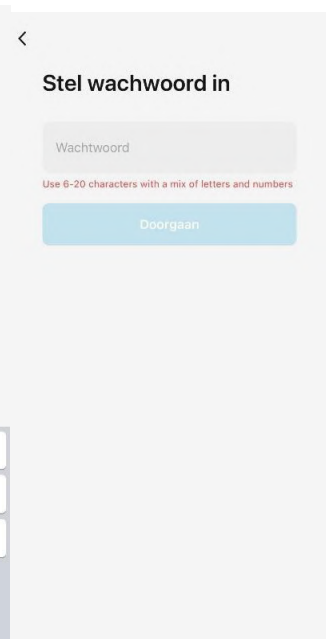 Stel wachwoord in
Wachtwoord
Use 6-20 characters with a mix of letters and numbers
Doorgaan